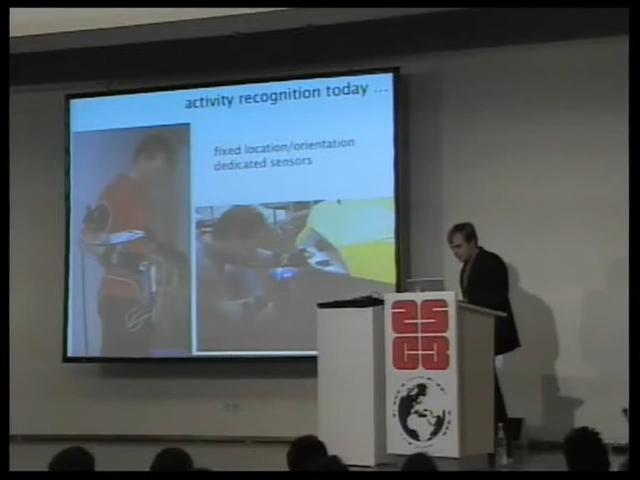 activity recognition today ...
fixed location/orientation
dedicated sensors
25
C3